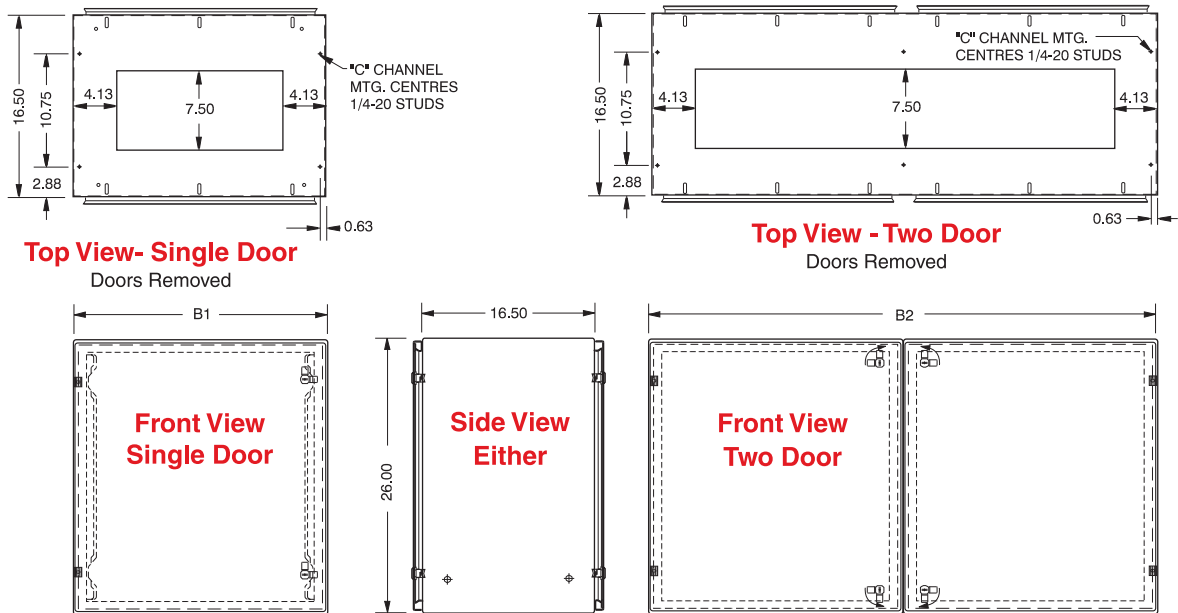 16.50
10.75
2.88
4.13
7.50
4.13
"C" CHANNEL
MTG. CENTRES
1/4-20 STUDS
0.63
Top View- Single Door
Doors Removed
16.50
10.75
2.88
4.13
7.50
4.13
"C" CHANNEL MTG.
CENTRES 1/4-20 STUDS
0.63
Top View - Two Door
Doors Removed
B1
Front View
Single Door
16.50
26.00
Side View
Either
B2
Front View
Two Door